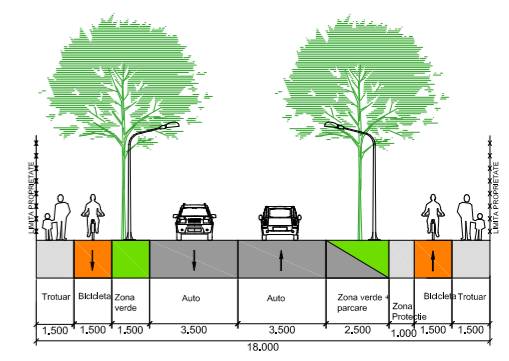 LIMITA PROPRIETATE
LIMITA PROPRIETATE
Trotuar
Bicicleta
Zona
verde
Auto
Auto
Zona verde +
parcare
Zona
Protectie
Bicicleta
Trotuar
1.500
1.500
1.500
3.500
3.500
2.500
1.000
1.500
1.500
18.000